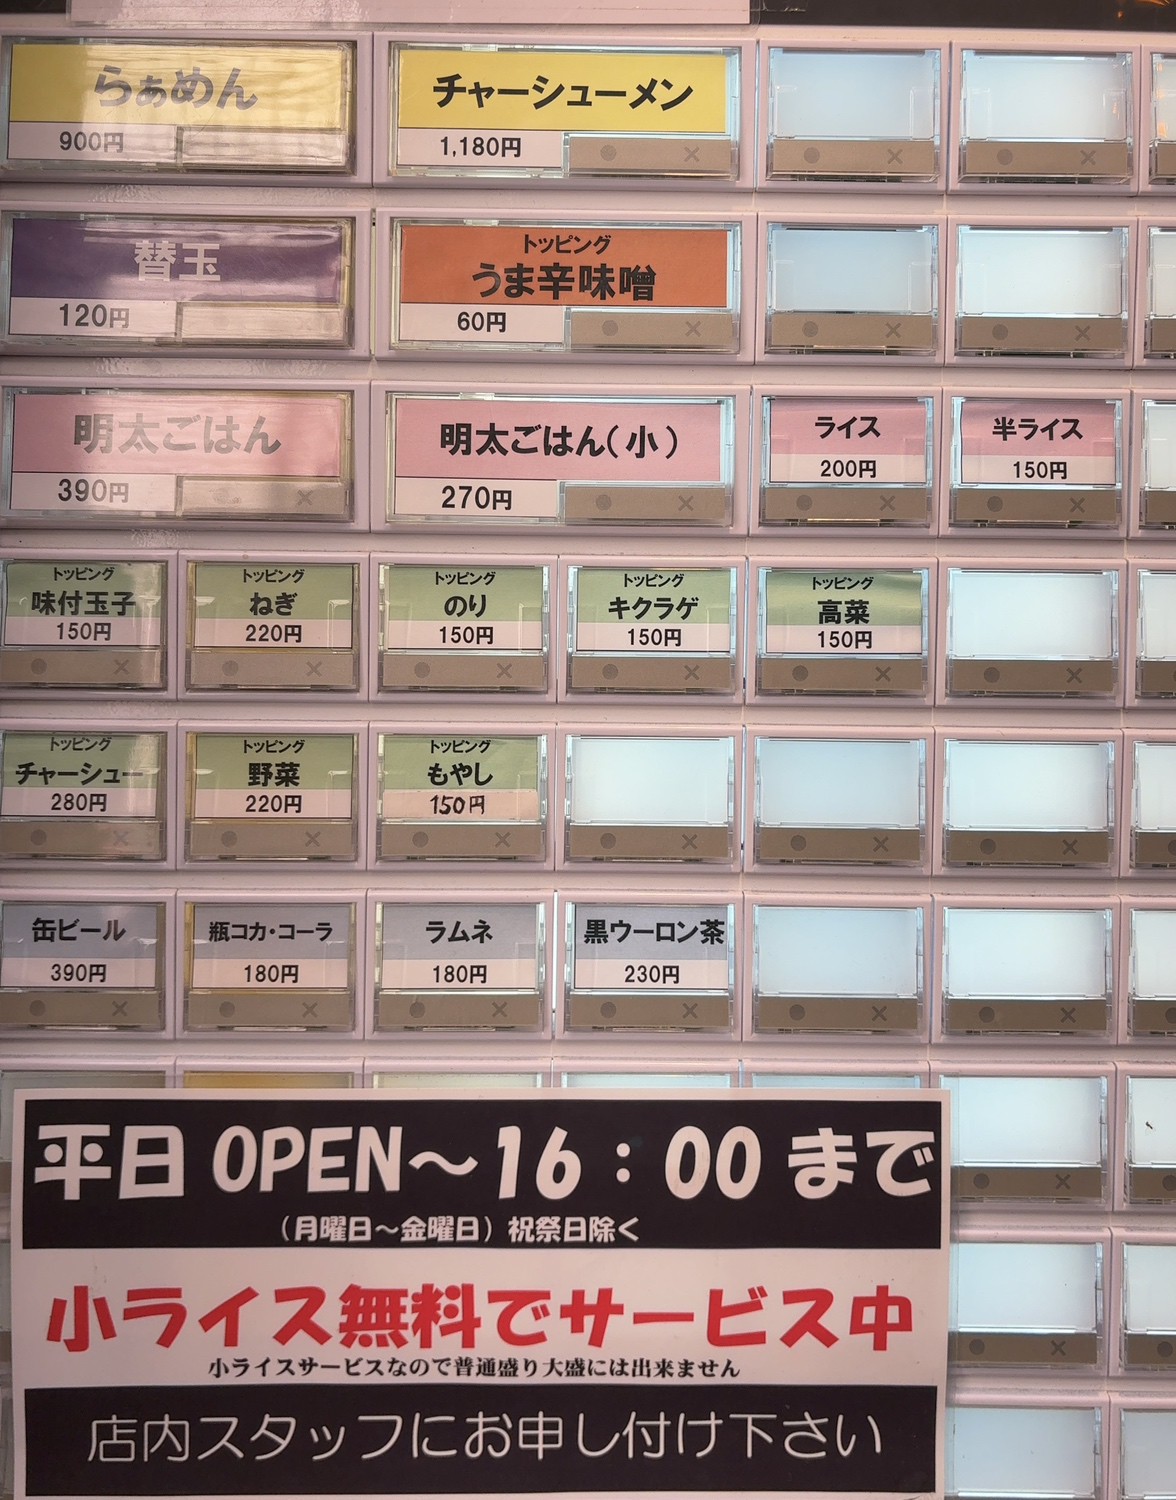 らぁめん
900円
チャーシューメン
1,180円
替玉
120円
トッピング
うま辛味噌
60円
明太ごはん
390円
明太ごはん(小)
270円
ライス
200円
半ライス
150円
トッピング
味付玉子
150円
トッピング
ねぎ
220円
トッピング
のり
150円
トッピング
キクラゲ
150円
トッピング
高菜
150円
トッピング
チャーシュー
280円
トッピング
野菜
220円
トッピング
もやし
150円
缶ビール
390円
瓶コカ・コーラ
180円
ラムネ
180円
黒ウーロン茶
230円
平日 OPEN～16：00 まで
(月曜日～金曜日) 祝祭日除く
小ライス無料でサービス中
小ライスサービスなので普通盛り大盛には出来ません
店内スタッフにお申し付け下さい